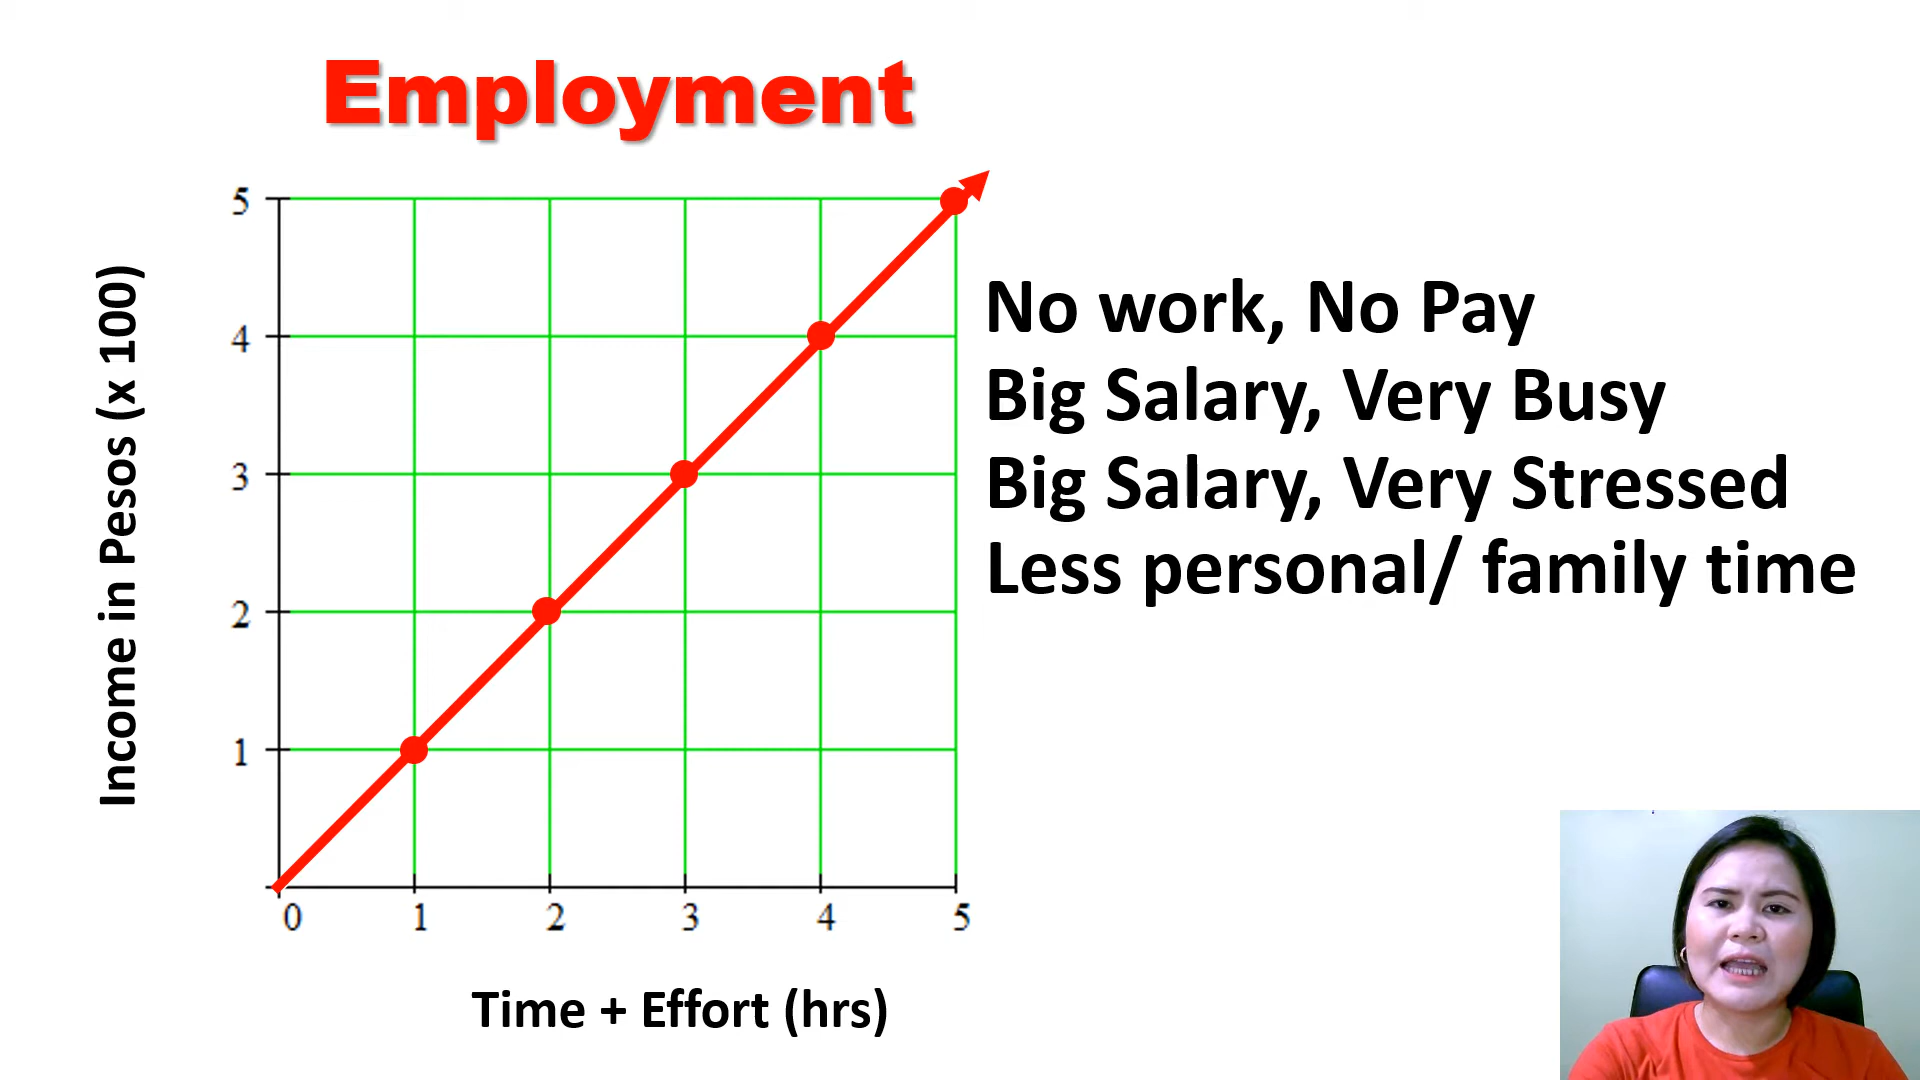 Employment
Income in Pesos (x 100)
5
4
3
2
1
0 1 2 3 4 5
Time + Effort (hrs)
No work, No Pay
Big Salary, Very Busy
Big Salary, Very Stressed
Less personal/ family time